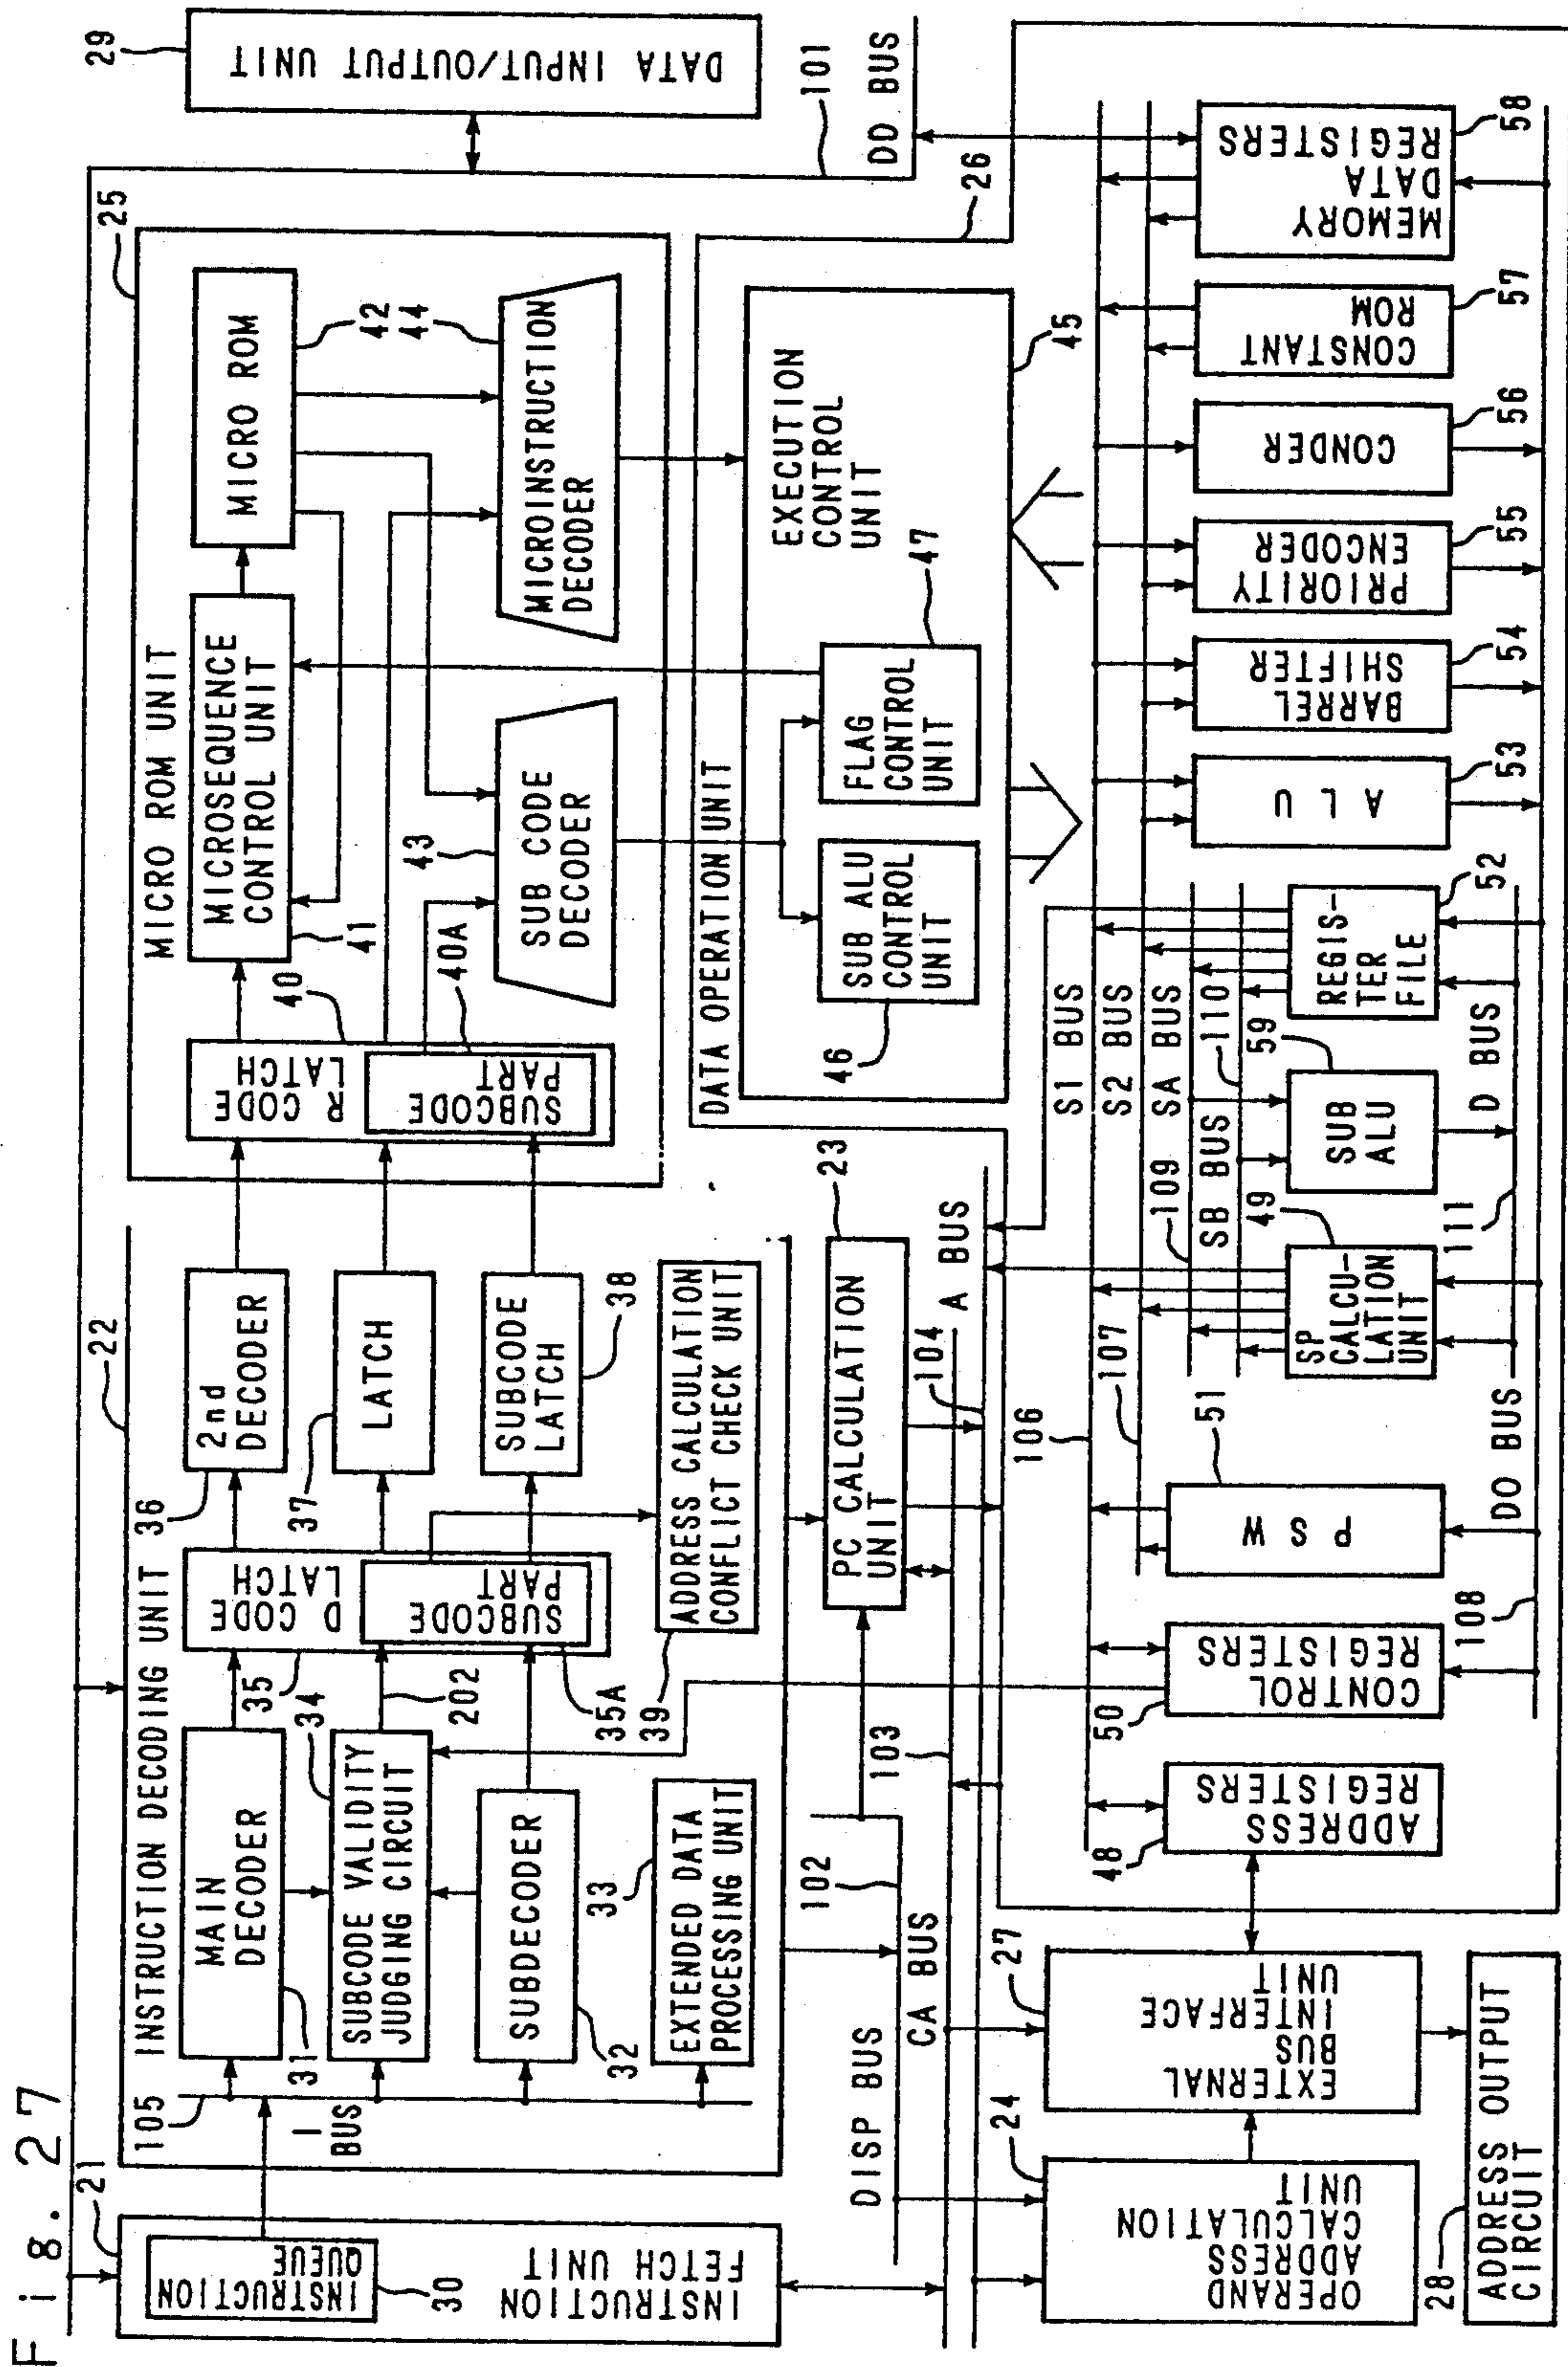 Fig. 27
21
INSTRUCTION
QUEUE
30
INSTRUCTION
FETCH UNIT
105
I
BUS
INSTRUCTION DECODING UNIT
22
MAIN
DECODER
31
SUBCODE VALIDITY
JUDGING CIRCUIT
34
SUBDECODER
32
EXTENDED DATA
PROCESSING UNIT
33
35
202
D CODE
LATCH
SUBCODE
PART
35A
39
ADDRESS CALCULATION
CONFLICT CHECK UNIT
36
2nd
DECODER
37
LATCH
SUBCODE
LATCH
38
MICRO ROM UNIT
25
R CODE
LATCH
40
SUBCODE
PART
40A
MICROSEQUENCE
CONTROL UNIT
41
MICRO ROM
42
43
SUB CODE
DECODER
44
MICROINSTRUCTION
DECODER
29
DATA INPUT/OUTPUT UNIT
101
DD BUS
26
DATA OPERATION UNIT
EXECUTION
CONTROL
UNIT
45
SUB ALU
CONTROL
UNIT
46
FLAG
CONTROL
UNIT
47
PC CALCULATION
UNIT
23
DISP BUS
102
CA BUS
103
104
A BUS
24
OPERAND
ADDRESS
CALCULATION
UNIT
27
EXTERNAL
BUS
INTERFACE
UNIT
28
ADDRESS OUTPUT
CIRCUIT
48
ADDRESS
REGISTERS
50
CONTROL
REGISTERS
108
51
P S W
DO BUS
106
107
S1 BUS
S2 BUS
SA BUS
109
SB BUS
110
49
SP
CALCU-
LATION
UNIT
111
59
SUB
ALU
D BUS
52
REGIS-
TER
FILE
A L U
53
BARREL
SHIFTER
54
PRIORITY
ENCODER
55
CONDER
56
CONSTANT
ROM
57
MEMORY
DATA
REGISTERS
58